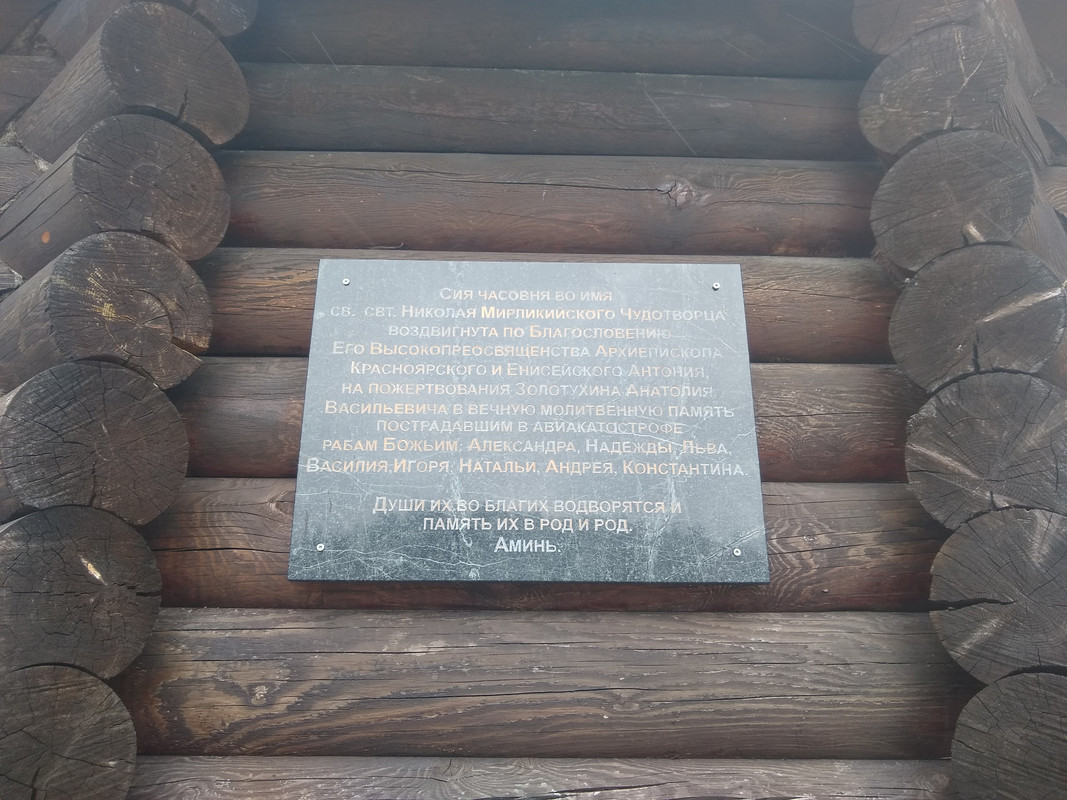 Сия часовня во имя
св. свт. Николая Мирликийского Чудотворца
воздвигнута по Благословению
Его Высокопреосвященства Архиепископа
Красноярского и Енисейского Антония,
на пожертвования Золотухина Анатолия
Васильевича в вечную молитвенную память
пострадавшим в авиакатострофе
рабам Божьим: Александра, Надежды, Льва,
Василия, Игоря, Натальи, Андрея, Константина.
Души их во благих водворятся и
память их в род и род.
Аминь.